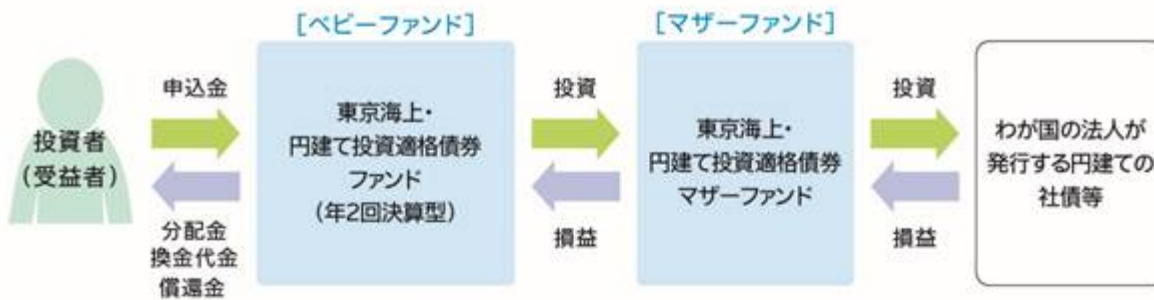 [ベビーファンド]
[マザーファンド]
投資者
(受益者)
申込金
分配金
換金代金
償還金
東京海上・
円建て投資適格債券
ファンド
(年2回決算型)
投資
損益
東京海上・
円建て投資適格債券
マザーファンド
投資
損益
わが国の法人が
発行する円建ての
社債等